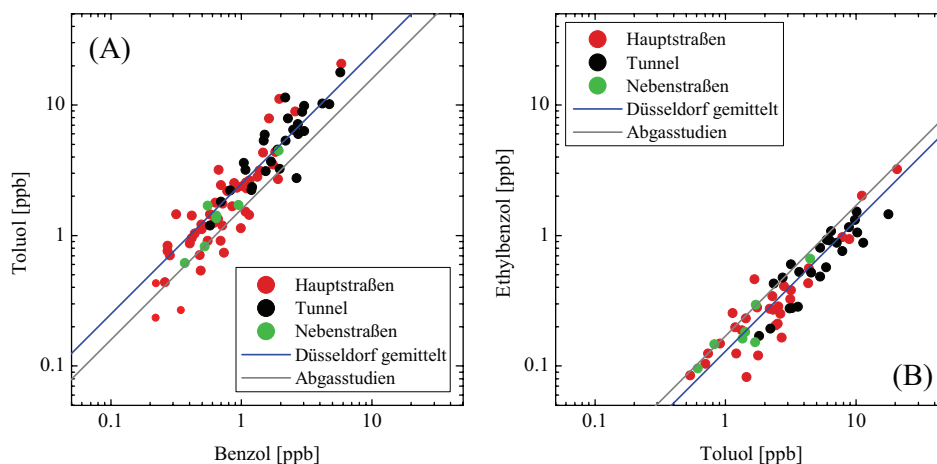 (A)
Toluol [ppb]
10
1
0.1
Hauptstraßen
Tunnel
Nebenstraßen
Düsseldorf gemittelt
Abgasstudien
0.1 1 10
Benzol [ppb]
Hauptstraßen
Tunnel
Nebenstraßen
Düsseldorf gemittelt
Abgasstudien
Ethylbenzol [ppb]
10
1
0.1
(B)
0.1 1 10
Toluol [ppb]